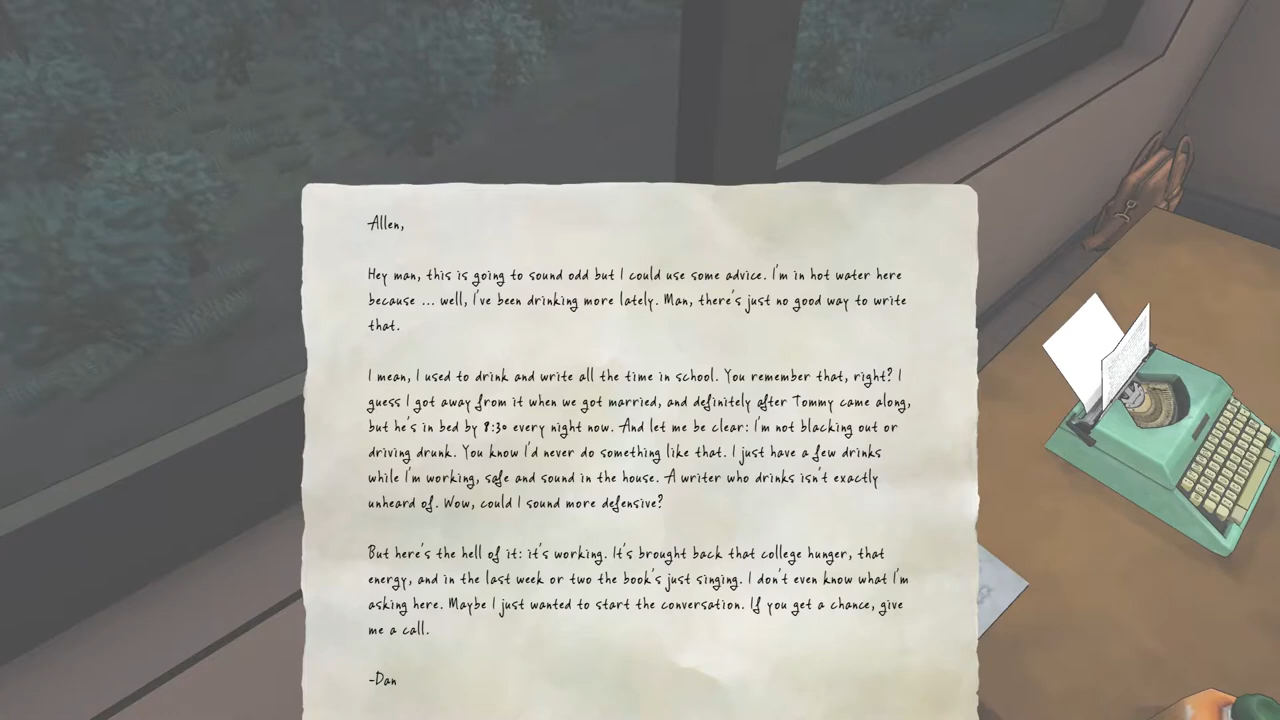 Allen,
Hey man, this is going to sound odd but I could use some advice. I'm in hot water here
because ... well, I've been drinking more lately. Man, there's just no good way to write
that.
I mean, I used to drink and write all the time in school. You remember that, right? I
guess I got away from it when we got married, and definitely after Tommy came along,
but he's in bed by 8:30 every night now. And let me be clear: I'm not blacking out or
driving drunk. You know I'd never do something like that. I just have a few drinks
while I'm working, safe and sound in the house. A writer who drinks isn't exactly
unheard of. Wow, could I sound more defensive?
But here's the hell of it: it's working. It's brought back that college hunger, that
energy, and in the last week or two the book's just singing. I don't even know what I'm
asking here. Maybe I just wanted to start the conversation. If you get a chance, give
me a call.
-Dan